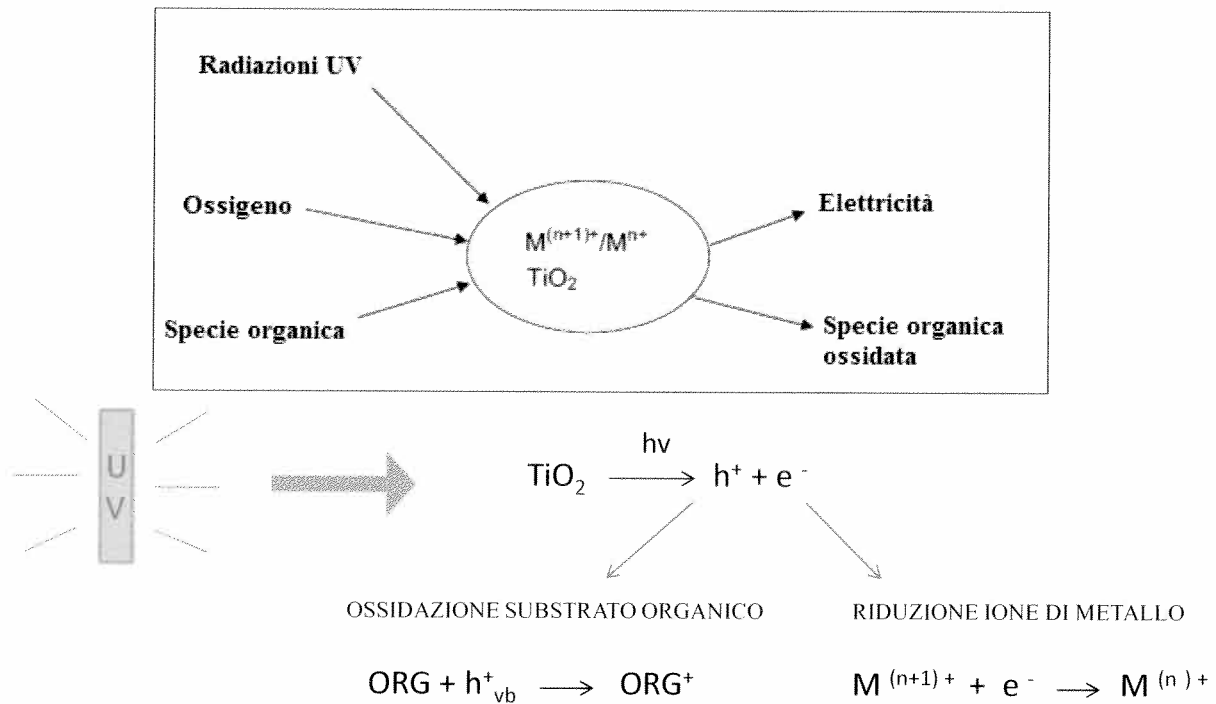 Radiazioni UV
Ossigeno
Specie organica
M(n+1)+/Mn+
TiO2
Elettricità
Specie organica
ossidata
U
V
hν
TiO2 → h+ + e -
OSSIDAZIONE SUBSTRATO ORGANICO
RIDUZIONE IONE DI METALLO
ORG + h+vb → ORG+
M (n+1) + + e - → M (n ) +